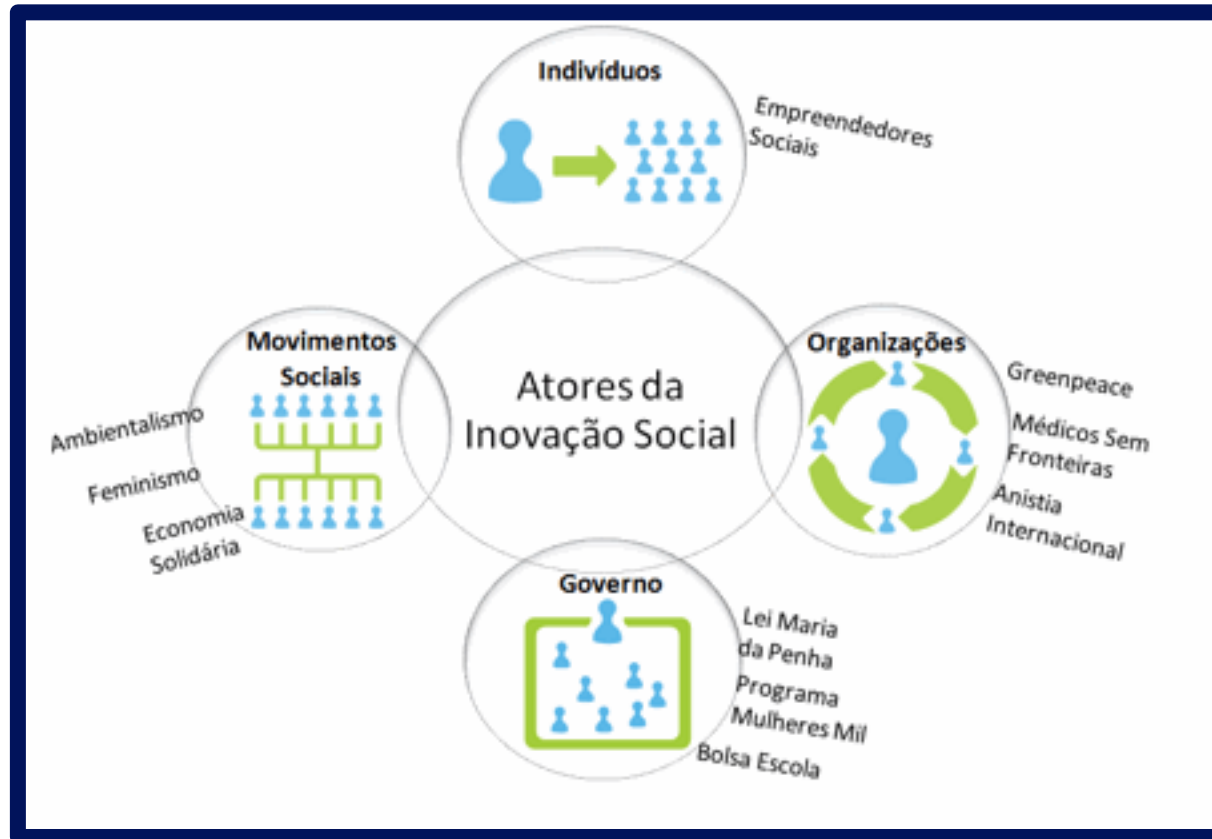 Indivíduos
Empreendedores
Sociais
Movimentos
Sociais
Ambientalismo
Feminismo
Economia
Solidária
Atores da
Inovação Social
Organizações
Greenpeace
Médicos Sem
Fronteiras
Anistia
Internacional
Governo
Lei Maria
da Penha
Programa
Mulheres Mil
Bolsa Escola